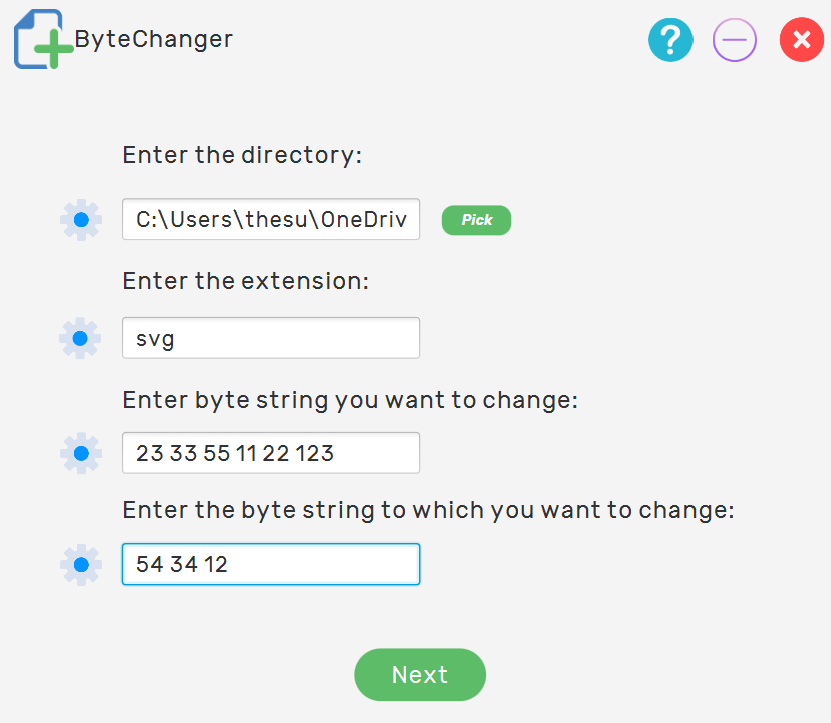 ByteChanger
?
Enter the directory:
C:\Users\thesu\OneDriv
Pick
Enter the extension:
svg
Enter byte string you want to change:
23 33 55 11 22 123
Enter the byte string to which you want to change:
54 34 12
Next